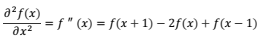 ∂²f(x)/∂x² = f ″ (x) = f(x + 1) − 2f(x) + f(x − 1)